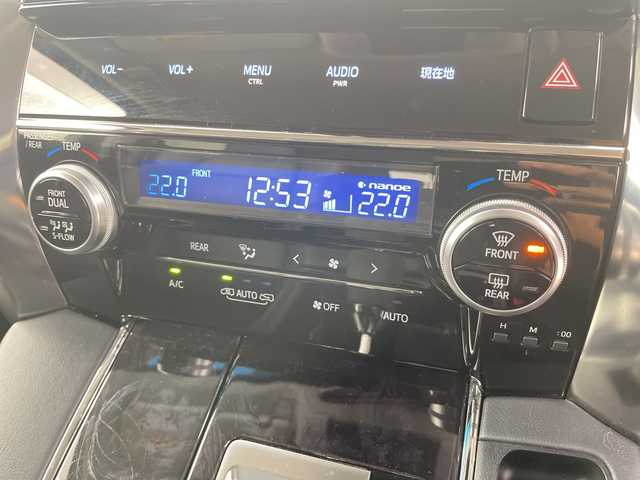 VOL− VOL+ MENU AUDIO 現在地
CTRL PWR
/ REAR TEMP
22.0 FRONT 12:53 nanoe 22.0
TEMP
FRONT
DUAL
S-FLOW
REAR
FRONT
REAR
A/C AUTO OFF /AUTO
H M :00